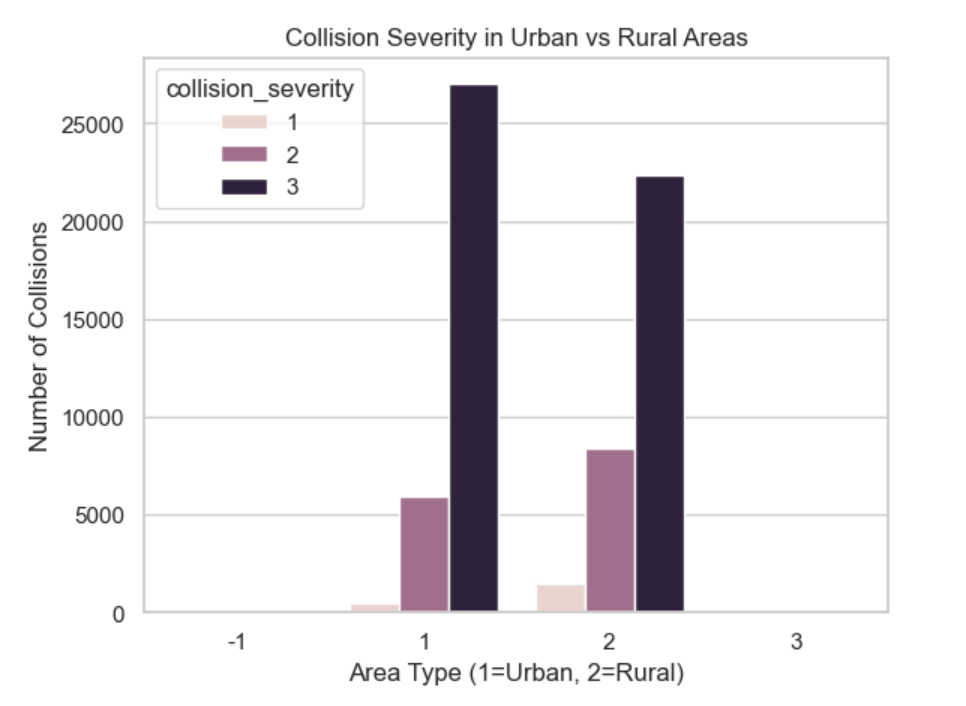 Collision Severity in Urban vs Rural Areas
collision_severity
1
2
3
25000
20000
15000
10000
5000
0
Number of Collisions
-1 1 2 3
Area Type (1=Urban, 2=Rural)